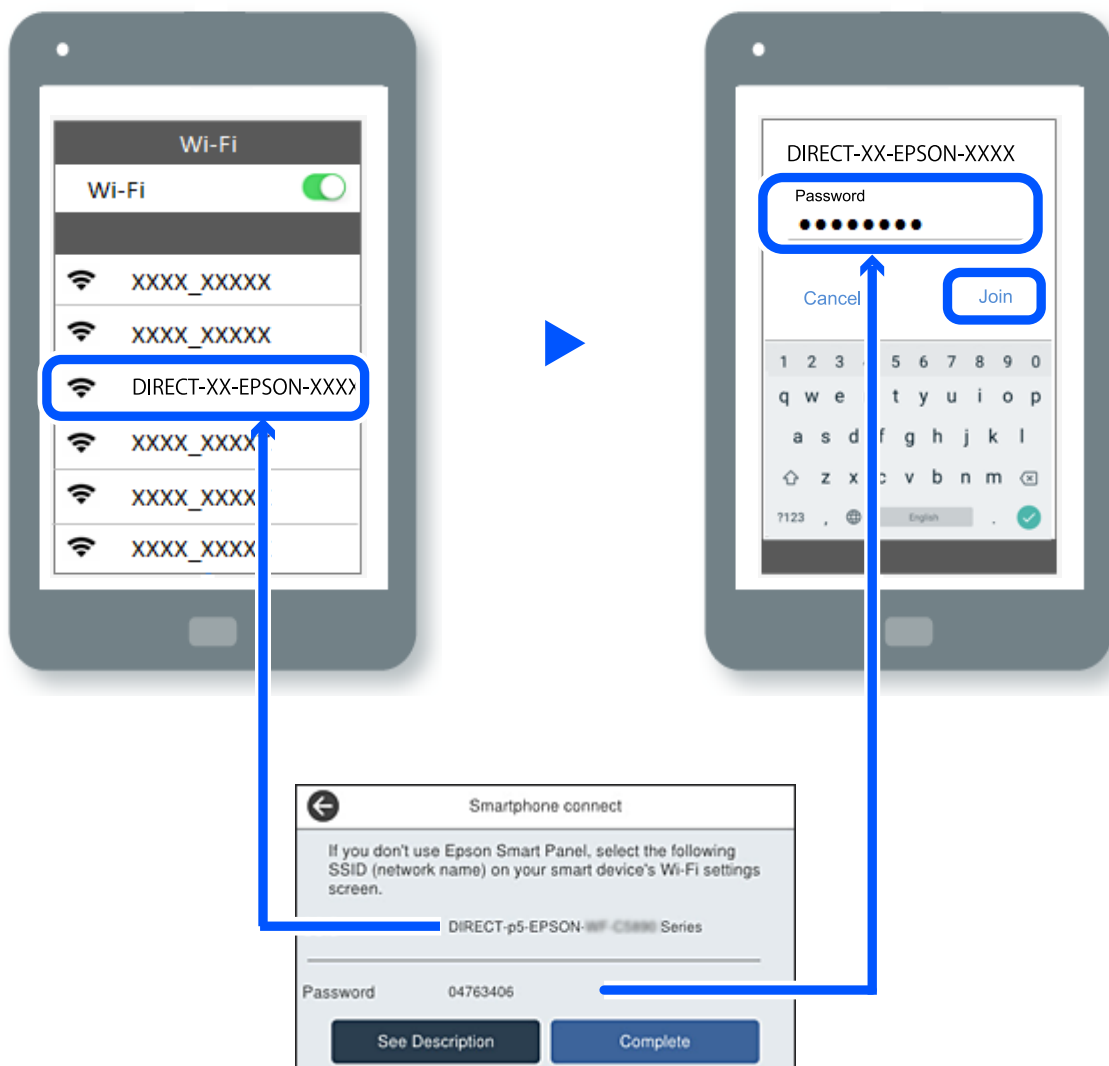 Wi-Fi
Wi-Fi
XXXX_XXXXX
XXXX_XXXXX
DIRECT-XX-EPSON-XXXX
XXXX_XXXX
XXXX_XXXX
XXXX_XXXX
DIRECT-XX-EPSON-XXXX
Password
Cancel
Join
1 2 3 5 6 7 8 9 0
q w e t y u i o p
a s d f g h j k l
z x c v b n m
?123 , English .
Smartphone connect
If you don't use Epson Smart Panel, select the following
SSID (network name) on your smart device's Wi-Fi settings
screen.
DIRECT-p5-EPSON- Series
Password 04763406
See Description Complete